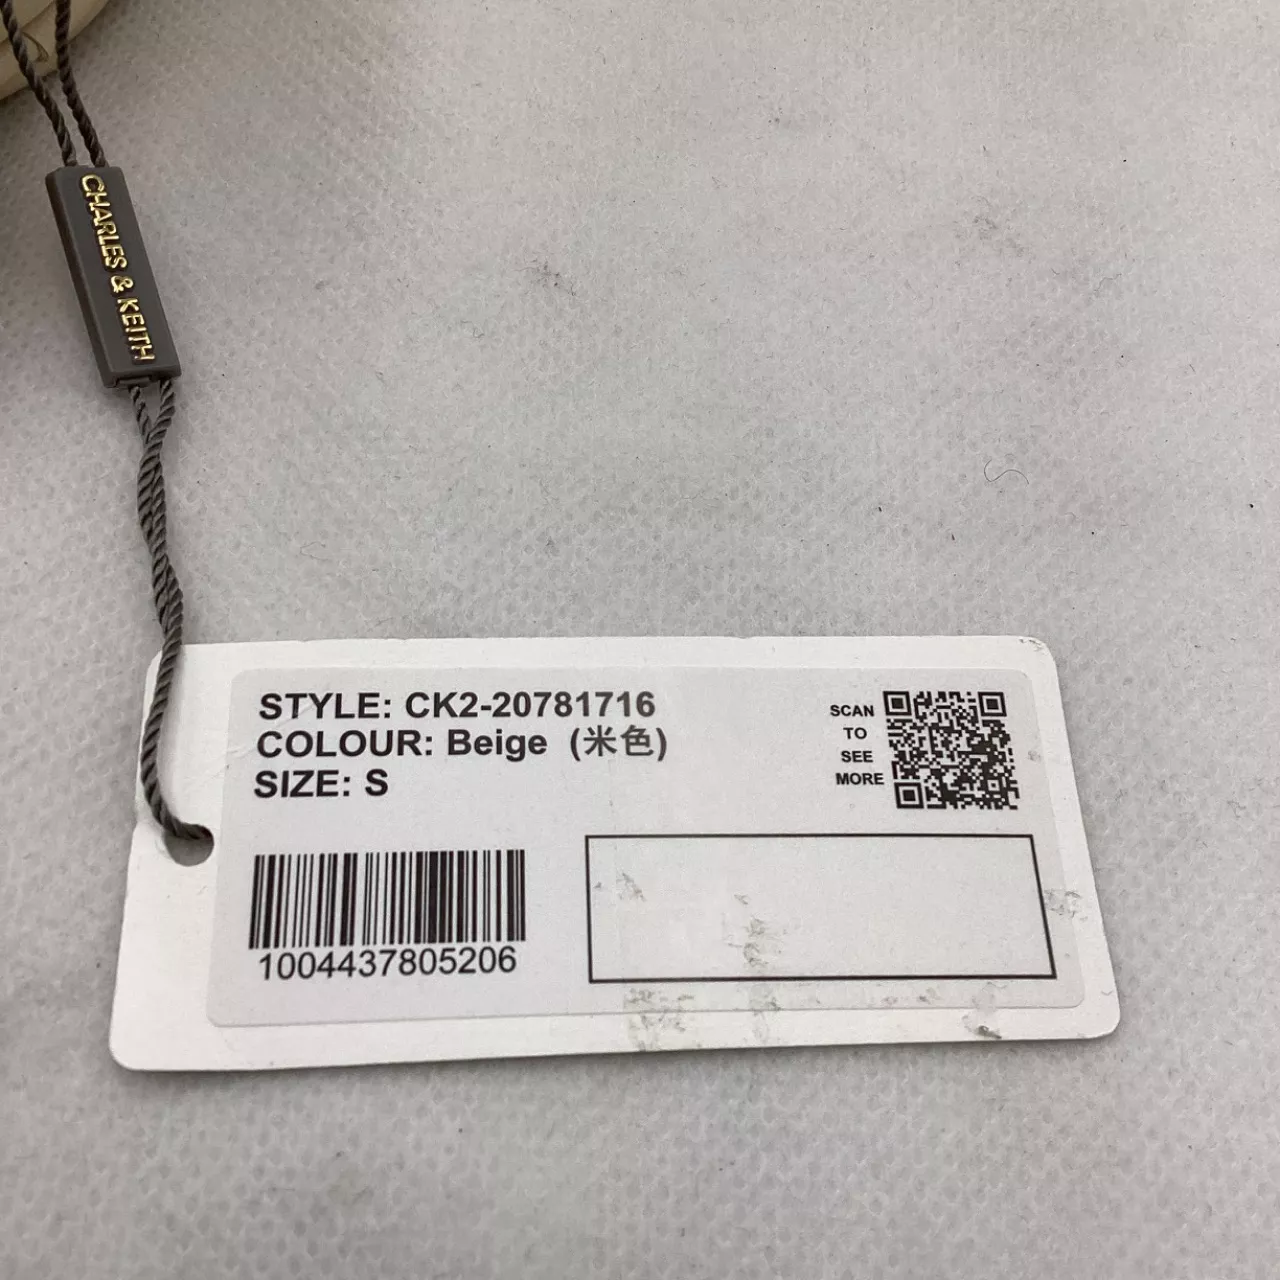 CHARLES & KEITH
STYLE: CK2-20781716
COLOUR: Beige (米色)
SIZE: S
SCAN
TO
SEE
MORE
1004437805206